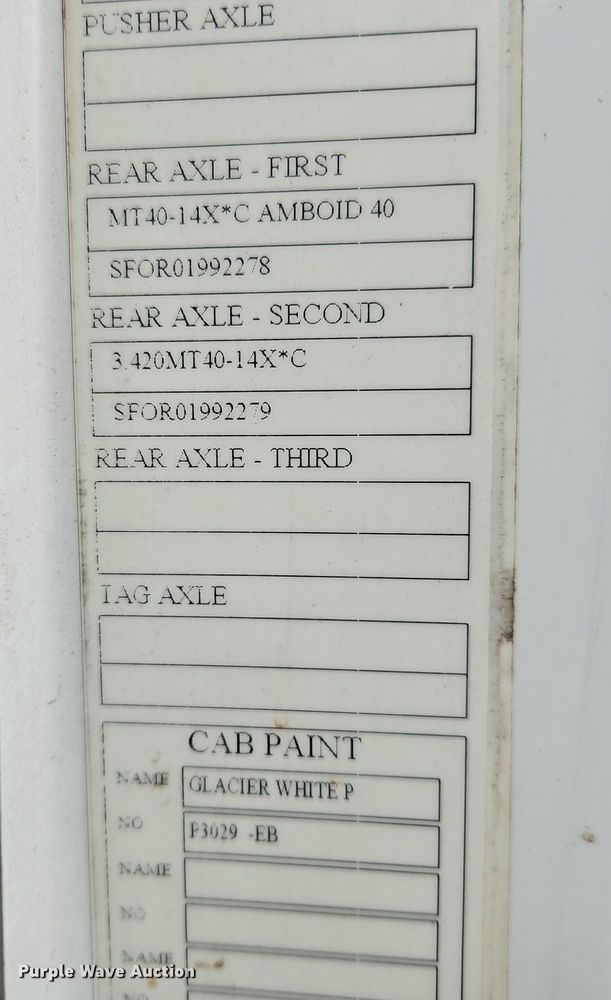 PUSHER AXLE
REAR AXLE - FIRST
MT40-14X*C AMBOID 40
SFOR01992278
REAR AXLE - SECOND
3.420MT40-14X*C
SFOR01992279
REAR AXLE - THIRD
TAG AXLE
CAB PAINT
NAME GLACIER WHITE P
NO P3029 -EB
NAME
NO
NAME
NO
Purple Wave Auction